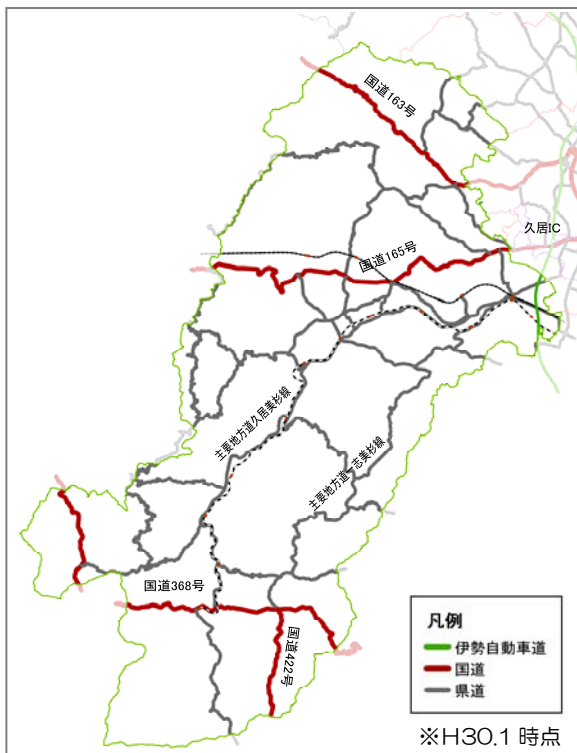 国道163号
久居IC
国道165号
主要地方道久居美杉線
主要地方道一志美杉線
国道368号
国道422号
凡例
伊勢自動車道
国道
県道
※H30.1 時点